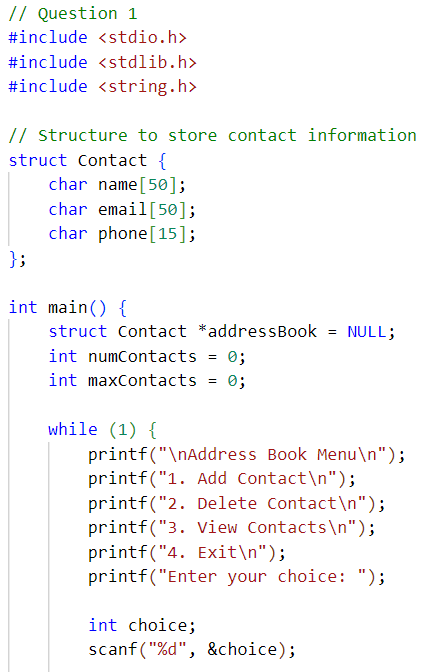 // Question 1
#include <stdio.h>
#include <stdlib.h>
#include <string.h>

// Structure to store contact information
struct Contact {
    char name[50];
    char email[50];
    char phone[15];
};

int main() {
    struct Contact *addressBook = NULL;
    int numContacts = 0;
    int maxContacts = 0;

    while (1) {
        printf("\nAddress Book Menu\n");
        printf("1. Add Contact\n");
        printf("2. Delete Contact\n");
        printf("3. View Contacts\n");
        printf("4. Exit\n");
        printf("Enter your choice: ");

        int choice;
        scanf("%d", &choice);